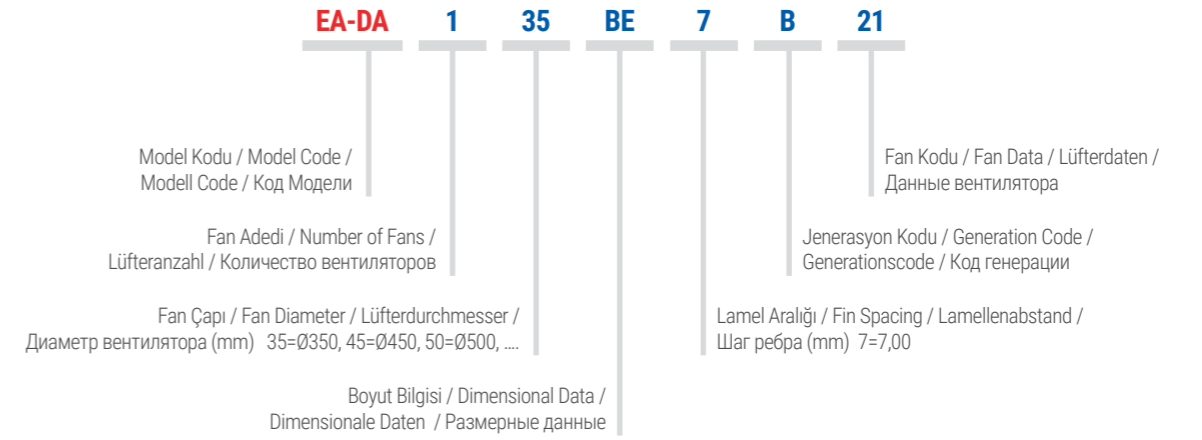 EA-DA 1 35 BE 7 B 21
Model Kodu / Model Code /
Modell Code / Код Модели
Fan Kodu / Fan Data / Lüfterdaten /
Данные вентилятора
Fan Adedi / Number of Fans /
Lüfteranzahl / Количество вентиляторов
Jenerasyon Kodu / Generation Code /
Generationscode / Код генерации
Fan Çapı / Fan Diameter / Lüfterdurchmesser /
Диаметр вентилятора (mm) 35=Ø350, 45=Ø450, 50=Ø500, ....
Lamel Aralığı / Fin Spacing / Lamellenabstand /
Шаг ребра (mm) 7=7,00
Boyut Bilgisi / Dimensional Data /
Dimensionale Daten / Размерные данные